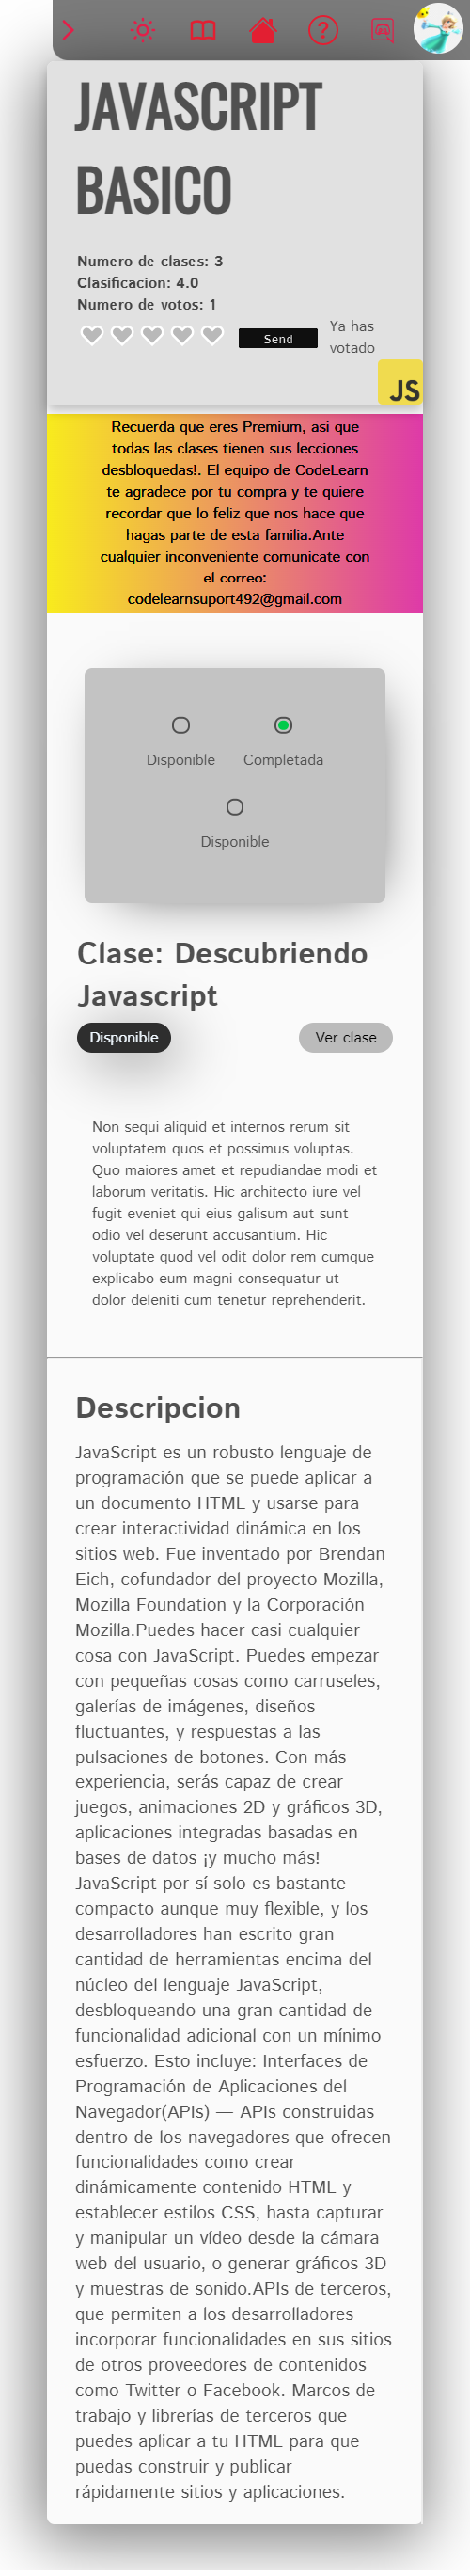 JAVASCRIPT
BASICO
Numero de clases: 3
Clasificacion: 4.0
Numero de votos: 1
Send
Ya has
votado
JS
Recuerda que eres Premium, asi que
todas las clases tienen sus lecciones
desbloquedas!. El equipo de CodeLearn
te agradece por tu compra y te quiere
recordar que lo feliz que nos hace que
hagas parte de esta familia.Ante
cualquier inconveniente comunicate con
el correo:
codelearnsuport492@gmail.com
Disponible
Completada
Disponible
Clase: Descubriendo
Javascript
Disponible
Ver clase
Non sequi aliquid et internos rerum sit
voluptatem quos et possimus voluptas.
Quo maiores amet et repudiandae modi et
laborum veritatis. Hic architecto iure vel
fugit eveniet qui eius galisum aut sunt
odio vel deserunt accusantium. Hic
voluptate quod vel odit dolor rem cumque
explicabo eum magni consequatur ut
dolor deleniti cum tenetur reprehenderit.
Descripcion
JavaScript es un robusto lenguaje de
programación que se puede aplicar a
un documento HTML y usarse para
crear interactividad dinámica en los
sitios web. Fue inventado por Brendan
Eich, cofundador del proyecto Mozilla,
Mozilla Foundation y la Corporación
Mozilla.Puedes hacer casi cualquier
cosa con JavaScript. Puedes empezar
con pequeñas cosas como carruseles,
galerías de imágenes, diseños
fluctuantes, y respuestas a las
pulsaciones de botones. Con más
experiencia, serás capaz de crear
juegos, animaciones 2D y gráficos 3D,
aplicaciones integradas basadas en
bases de datos ¡y mucho más!
JavaScript por sí solo es bastante
compacto aunque muy flexible, y los
desarrolladores han escrito gran
cantidad de herramientas encima del
núcleo del lenguaje JavaScript,
desbloqueando una gran cantidad de
funcionalidad adicional con un mínimo
esfuerzo. Esto incluye: Interfaces de
Programación de Aplicaciones del
Navegador(APIs) — APIs construidas
dentro de los navegadores que ofrecen
funcionalidades como crear
dinámicamente contenido HTML y
establecer estilos CSS, hasta capturar
y manipular un vídeo desde la cámara
web del usuario, o generar gráficos 3D
y muestras de sonido.APIs de terceros,
que permiten a los desarrolladores
incorporar funcionalidades en sus sitios
de otros proveedores de contenidos
como Twitter o Facebook. Marcos de
trabajo y librerías de terceros que
puedes aplicar a tu HTML para que
puedas construir y publicar
rápidamente sitios y aplicaciones.